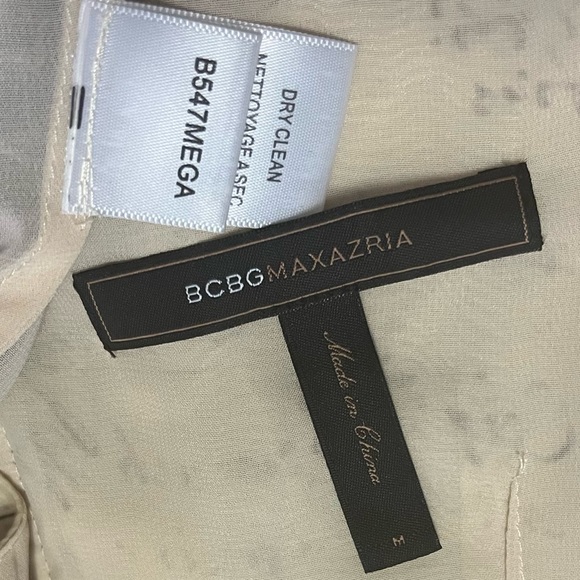 DRY CLEAN
NETTOYAGE A SEC
B547MEGA
BCBGMAXAZRIA
Made in China
M